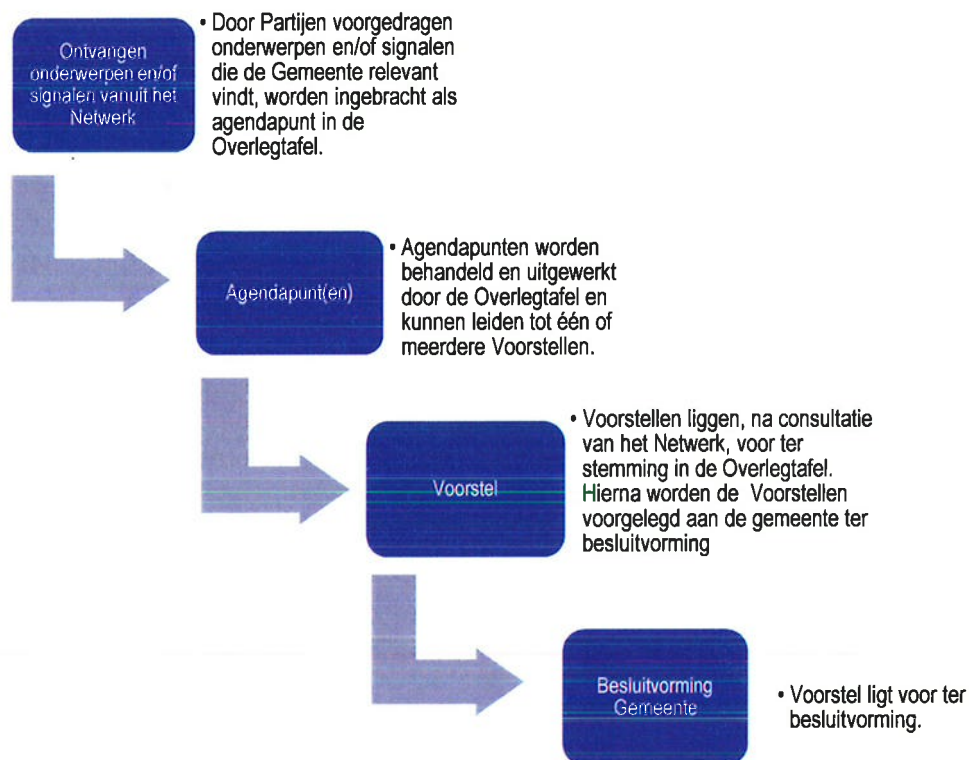 Ontvangen
onderwerpen en/of
signalen vanuit het
Netwerk
• Door Partijen voorgedragen
onderwerpen en/of signalen
die de Gemeente relevant
vindt, worden ingebracht als
agendapunt in de
Overlegtafel.
Agendapunt(en)
• Agendapunten worden
behandeld en uitgewerkt
door de Overlegtafel en
kunnen leiden tot één of
meerdere Voorstellen.
Voorstel
• Voorstellen liggen, na consultatie
van het Netwerk, voor ter
stemming in de Overlegtafel.
Hierna worden de Voorstellen
voorgelegd aan de gemeente ter
besluitvorming
Besluitvorming
Gemeente
• Voorstel ligt voor ter
besluitvorming.